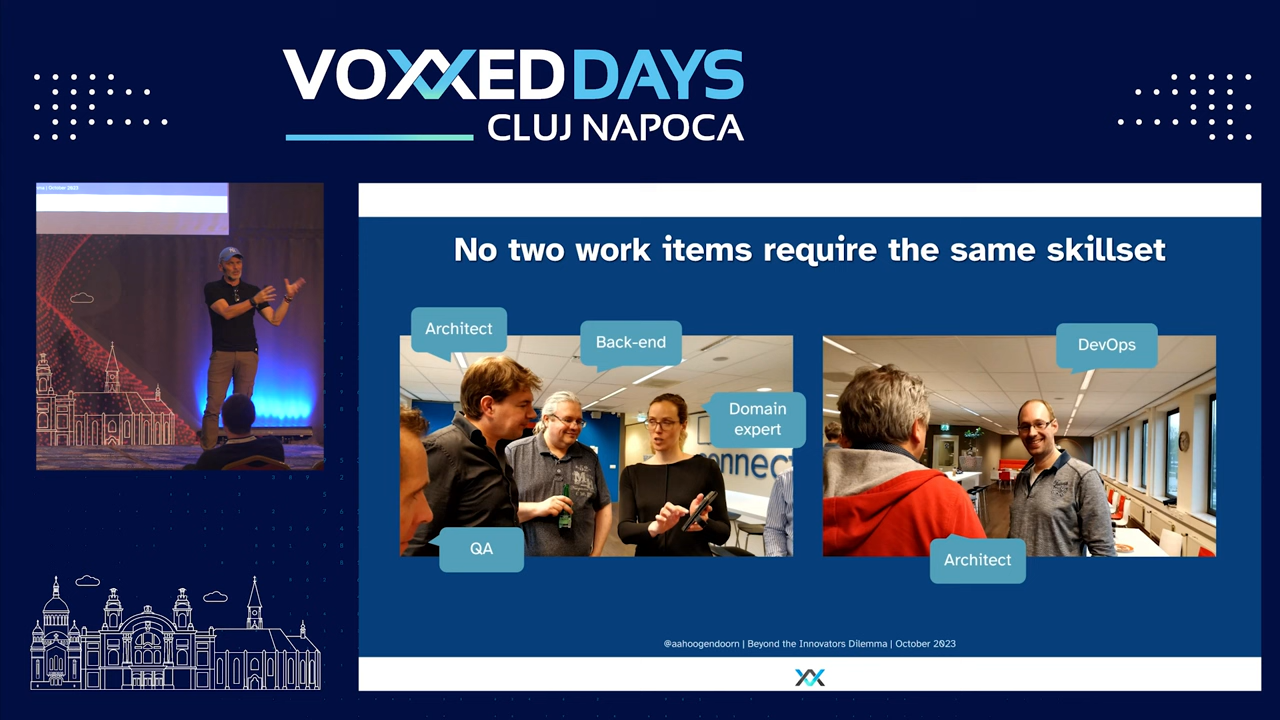 VOXXED DAYS
CLUJ NAPOCA
No two work items require the same skillset
Architect
Back-end
DevOps
Domain
expert
QA
Architect
@aahoogendoorn | Beyond the Innovators Dilemma | October 2023